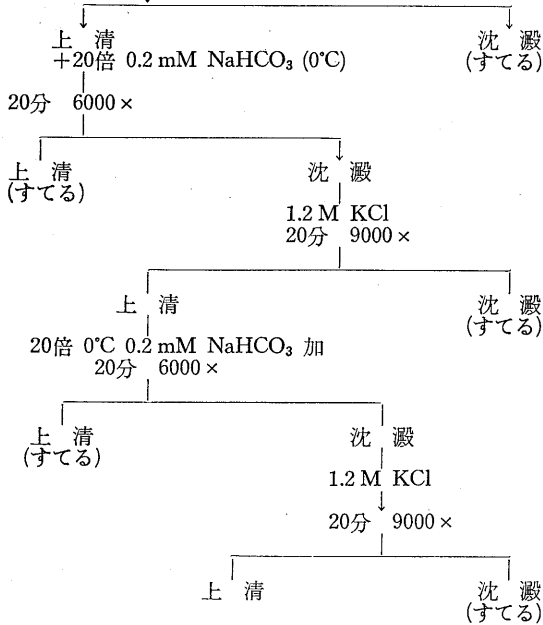 上清 沈澱
+20倍 0.2 mM NaHCO₃ (0℃) (すてる)
20分 6000×
上清 沈澱
(すてる)
1.2 M KCl
20分 9000×
上清 沈澱
(すてる)
20倍 0℃ 0.2 mM NaHCO₃ 加
20分 6000×
上清 沈澱
(すてる)
1.2 M KCl
20分 9000×
上清 沈澱
(すてる)